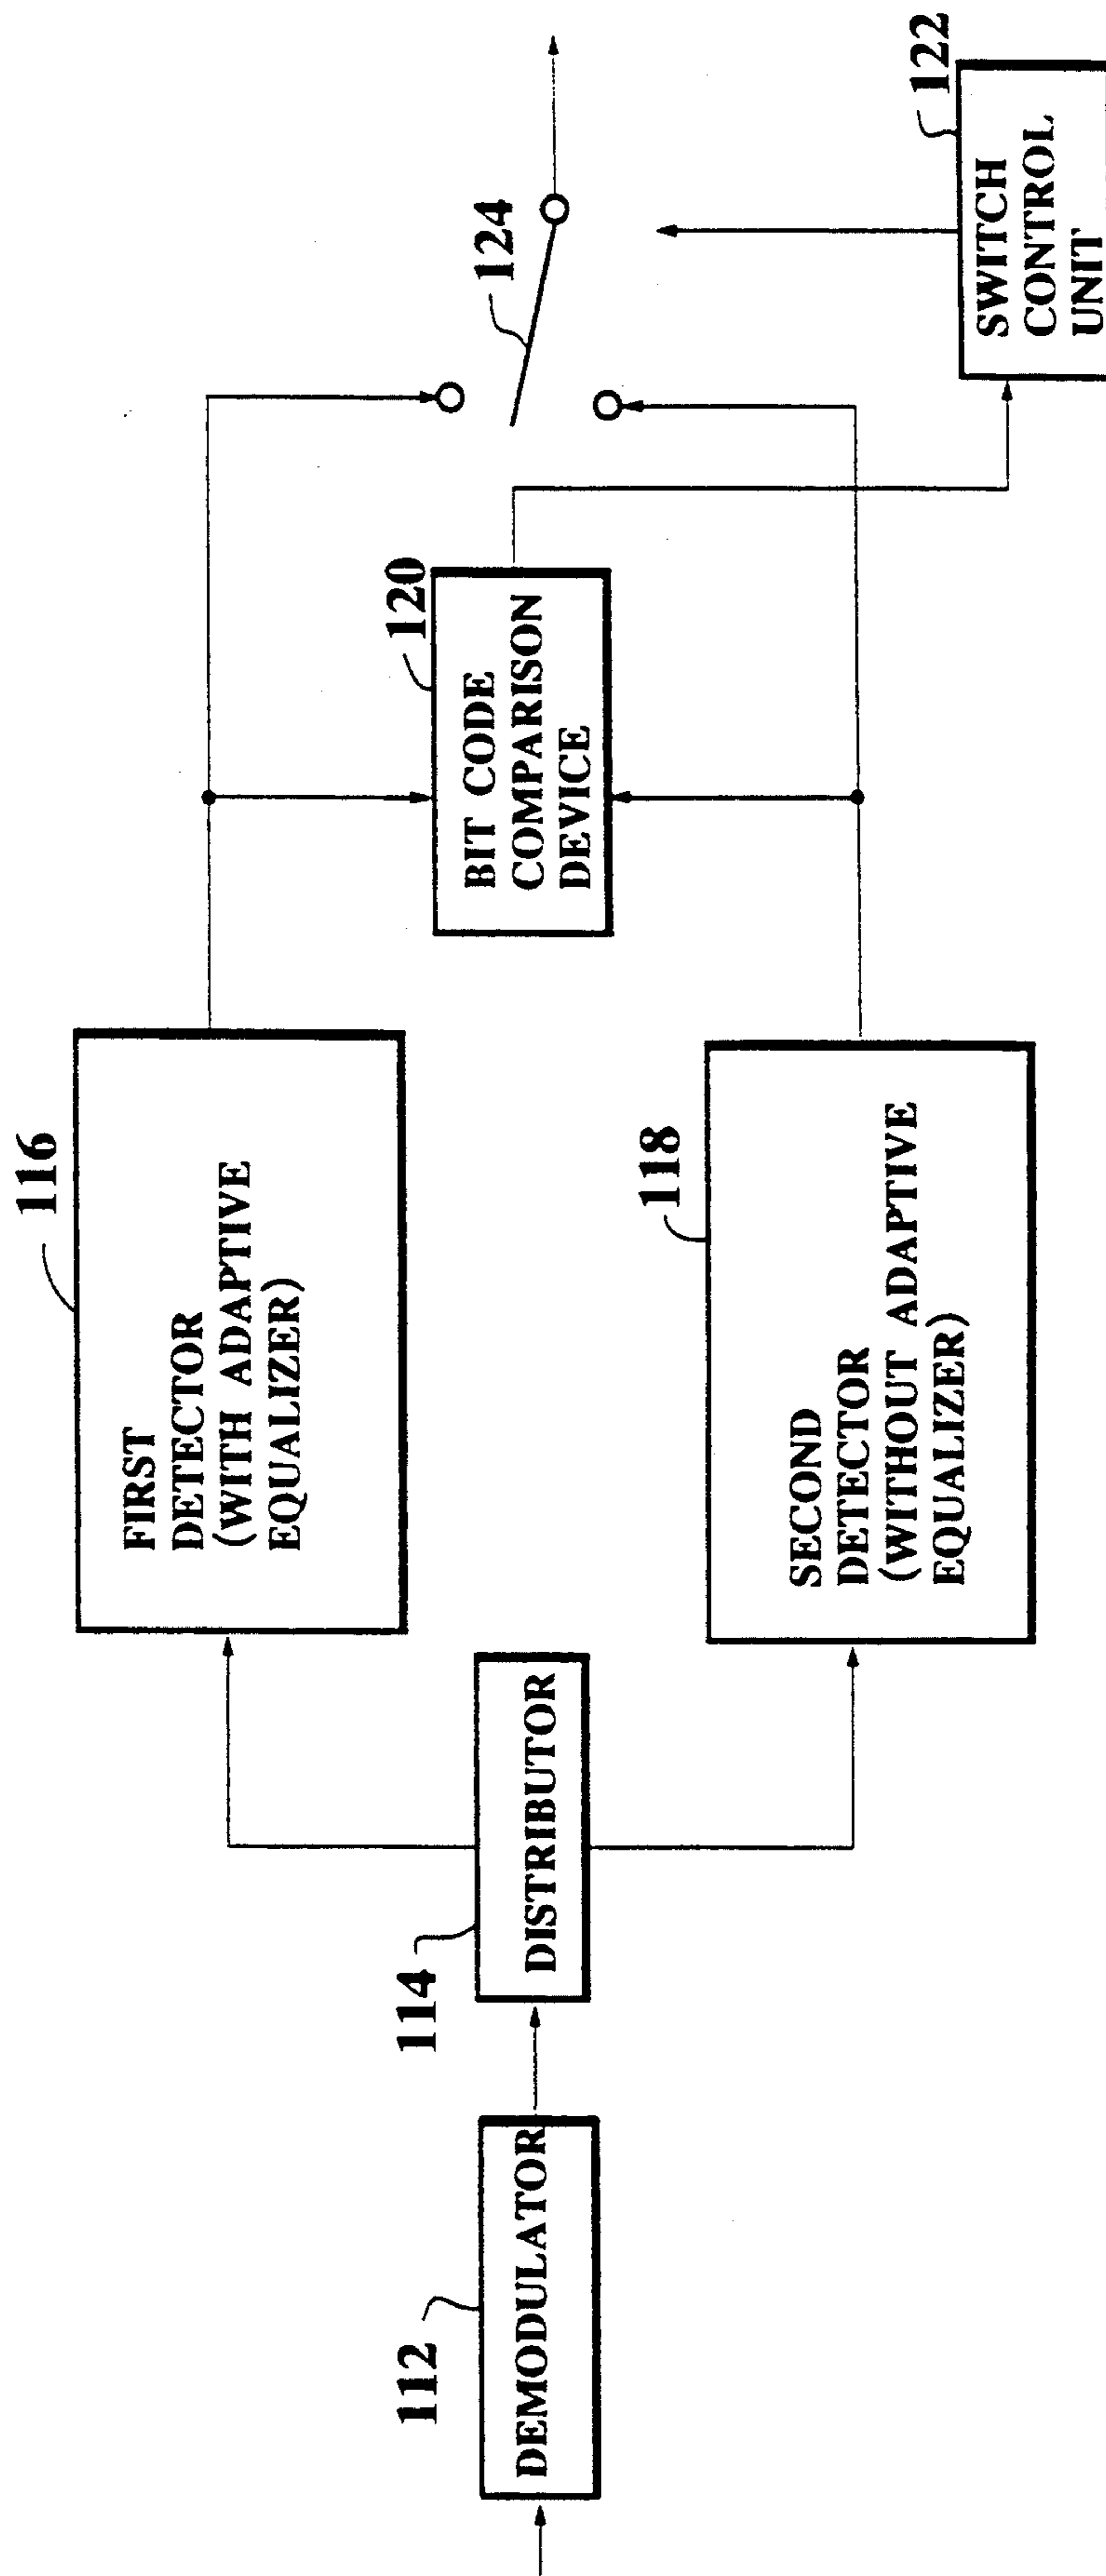 112
DEMODULATOR
114
DISTRIBUTOR
116
FIRST
DETECTOR
(WITH ADAPTIVE
EQUALIZER)
118
SECOND
DETECTOR
(WITHOUT ADAPTIVE
EQUALIZER)
120
BIT CODE
COMPARISON
DEVICE
124
122
SWITCH
CONTROL
UNIT